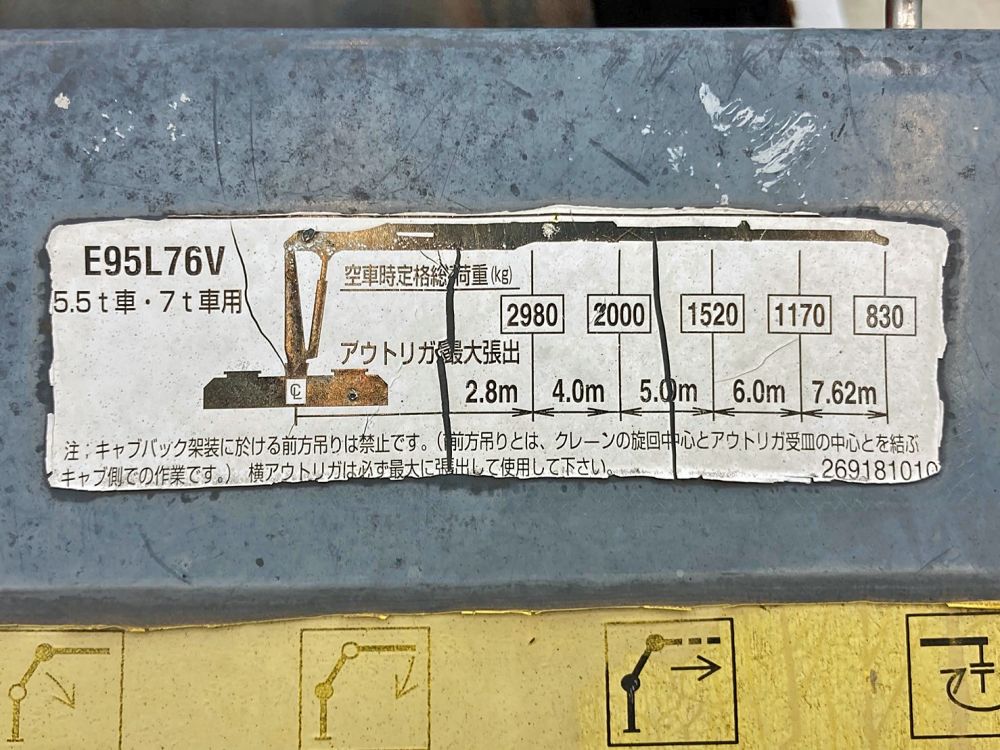 E95L76V
5.5t車・7t車用
空車時定格総荷重(kg)
2980 2000 1520 1170 830
アウトリガ最大張出
2.8m 4.0m 5.0m 6.0m 7.62m
CL
注；キャブバック架装に於ける前方吊りは禁止です。(前方吊りとは、クレーンの旋回中心とアウトリガ受皿の中心とを結ぶ
キャブ側での作業です。) 横アウトリガは必ず最大に張出して使用して下さい。
269181010